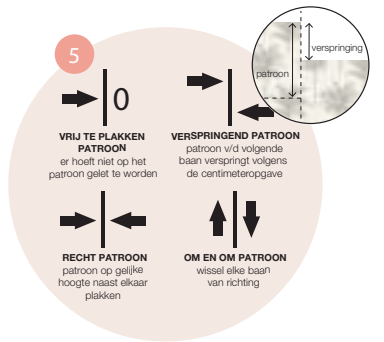 5
verspringing
patroon
0
VRIJ TE PLAKKEN
PATROON
er hoeft niet op het
patroon gelet te worden
VERSPRINGEND PATROON
patroon v/d volgende
baan verspringt volgens
de centimeteropgave
RECHT PATROON
patroon op gelijke
hoogte naast elkaar
plakken
OM EN OM PATROON
wissel elke baan
van richting